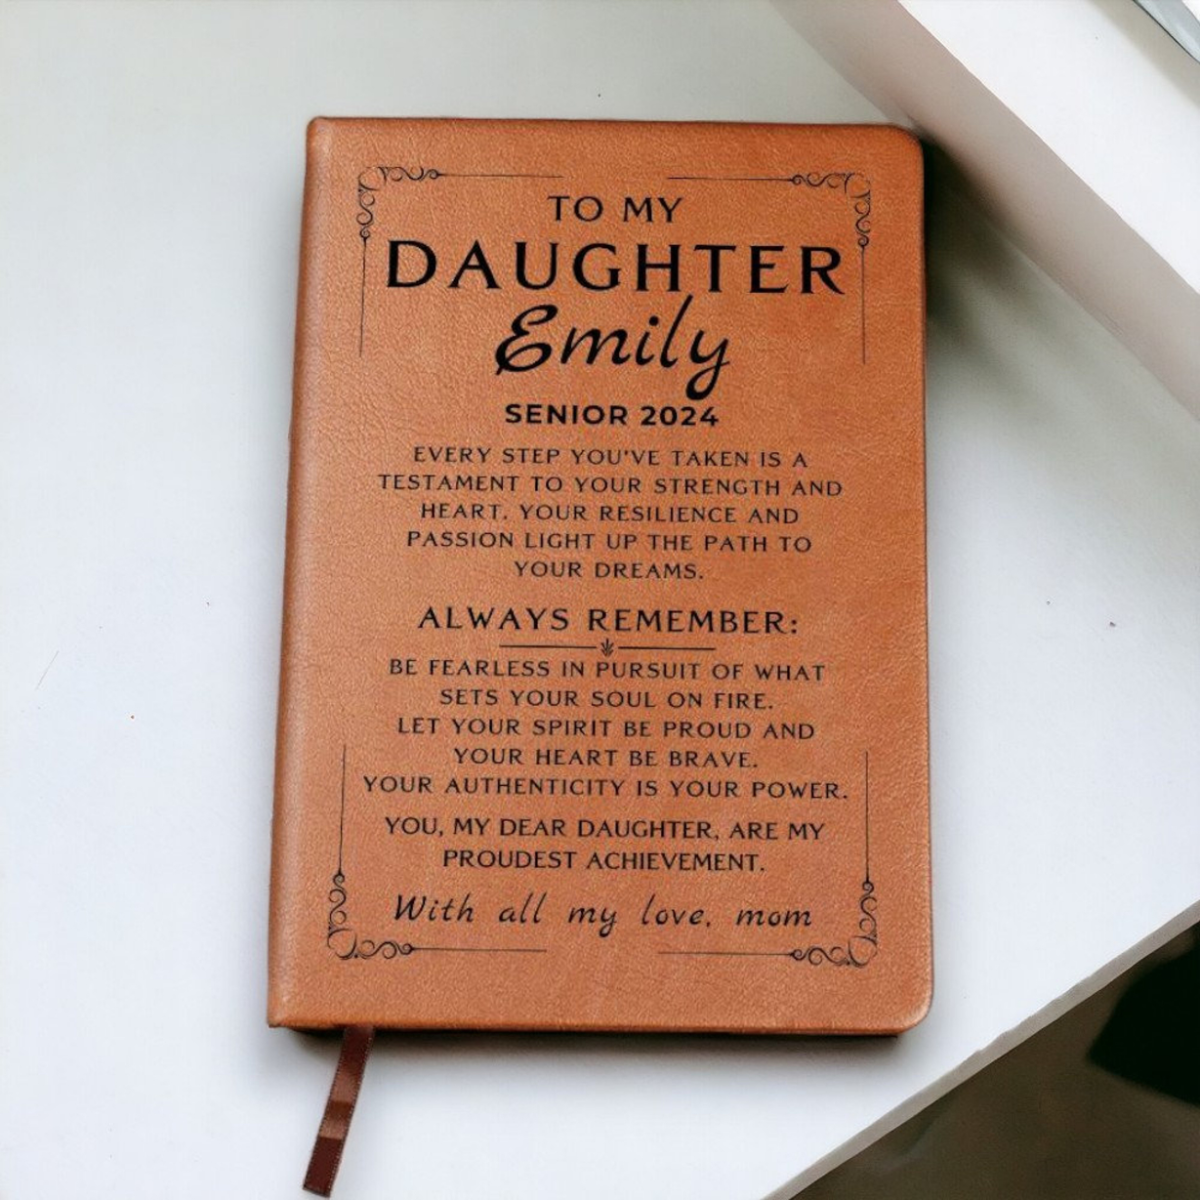 TO MY
DAUGHTER
Emily
SENIOR 2024
EVERY STEP YOU'VE TAKEN IS A
TESTAMENT TO YOUR STRENGTH AND
HEART. YOUR RESILIENCE AND
PASSION LIGHT UP THE PATH TO
YOUR DREAMS.
ALWAYS REMEMBER:
BE FEARLESS IN PURSUIT OF WHAT
SETS YOUR SOUL ON FIRE.
LET YOUR SPIRIT BE PROUD AND
YOUR HEART BE BRAVE.
YOUR AUTHENTICITY IS YOUR POWER.
YOU, MY DEAR DAUGHTER, ARE MY
PROUDEST ACHIEVEMENT.
With all my love, mom